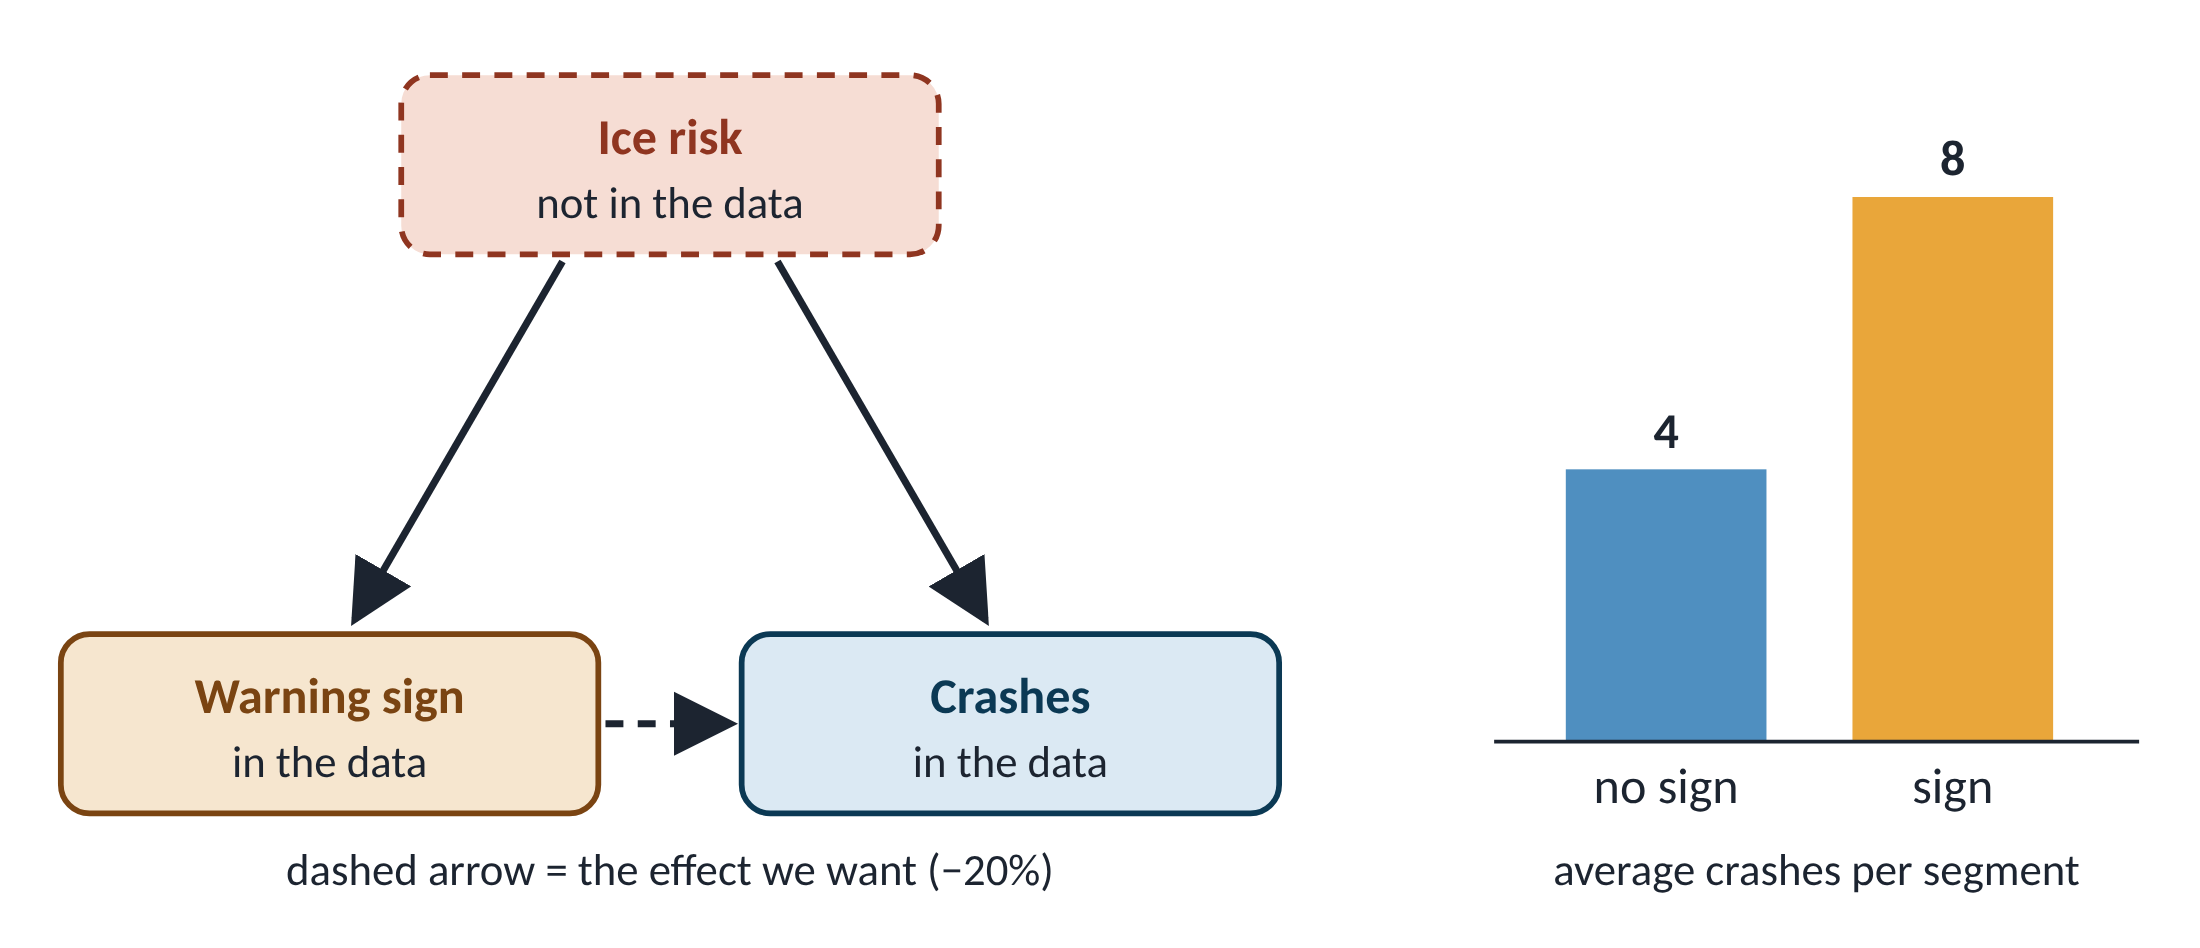 Ice risk
not in the data
Warning sign
in the data
Crashes
in the data
dashed arrow = the effect we want (−20%)
4
8
no sign
sign
average crashes per segment